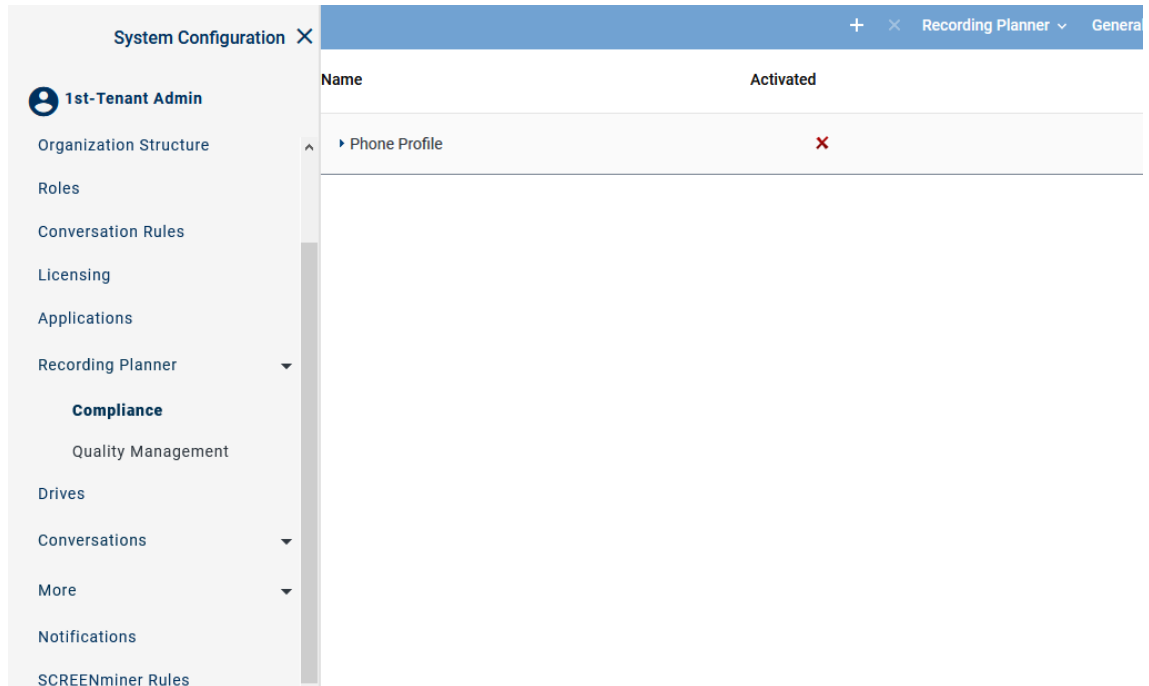 System Configuration
1st-Tenant Admin
Organization Structure
Roles
Conversation Rules
Licensing
Applications
Recording Planner
Compliance
Quality Management
Drives
Conversations
More
Notifications
SCREENminer Rules
Recording Planner General
Name Activated
Phone Profile